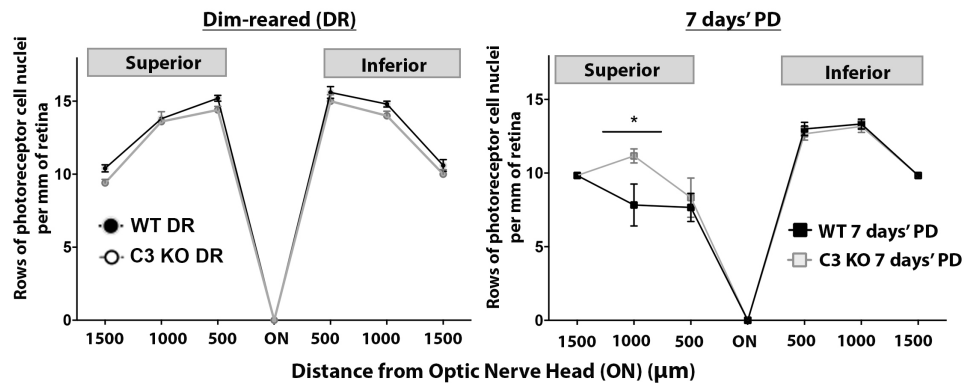 Dim-reared (DR)
Rows of photoreceptor cell nuclei
per mm of retina
Superior
Inferior
15
10
5
0
WT DR
C3 KO DR
1500
1000
500
ON
500
1000
1500
7 days’ PD
Rows of photoreceptor cell nuclei
per mm of retina
Superior
Inferior
*
15
10
5
0
WT 7 days’ PD
C3 KO 7 days’ PD
1500
1000
500
ON
500
1000
1500
Distance from Optic Nerve Head (ON) (μm)